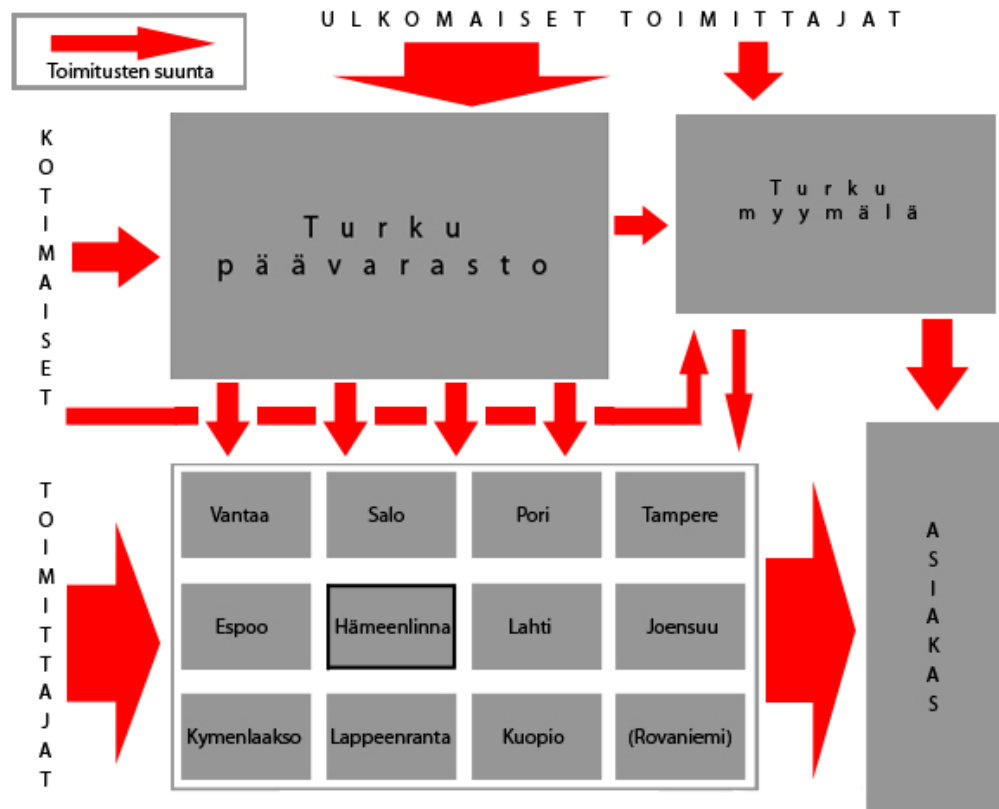 ULKOMAISET TOIMITTAJAT
Toimitusten suunta
KOTIMAISET
TOIMITTAJAT
Turku
päävarasto
Turku
myymälä
Vantaa
Salo
Pori
Tampere
Espoo
Hämeenlinna
Lahti
Joensuu
Kymenlaakso
Lappeenranta
Kuopio
(Rovaniemi)
ASIAKAS